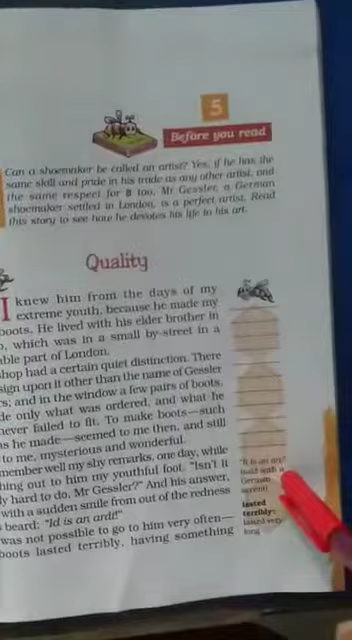 5
Before you read
Can a shoemaker be called an artist? Yes, if he has the
same skill and pride in his trade as any other artist, and
the same respect for it too. Mr Gessler, a German
shoemaker settled in London, is a perfect artist. Read
this story to see how he devotes his life to his art.
Quality
I knew him from the days of my
extreme youth, because he made my
boots. He lived with his elder brother in
which was in a small by-street in a
part of London.
shop had a certain quiet distinction. There
sign upon it other than the name of Gessler
and in the window a few pairs of boots.
only what was ordered, and what he
never failed to fit. To make boots—such
as he made—seemed to me then, and still
to me, mysterious and wonderful.
member well my shy remarks, one day, while
hing out to him my youthful foot. "Isn't it
ly hard to do, Mr Gessler?" And his answer,
with a sudden smile from out of the redness
beard: "Id is an ardt!"
was not possible to go to him very often—
boots lasted terribly, having something
"It is an art"
(said with a
German
accent)
lasted
terribly:
lasted very
long